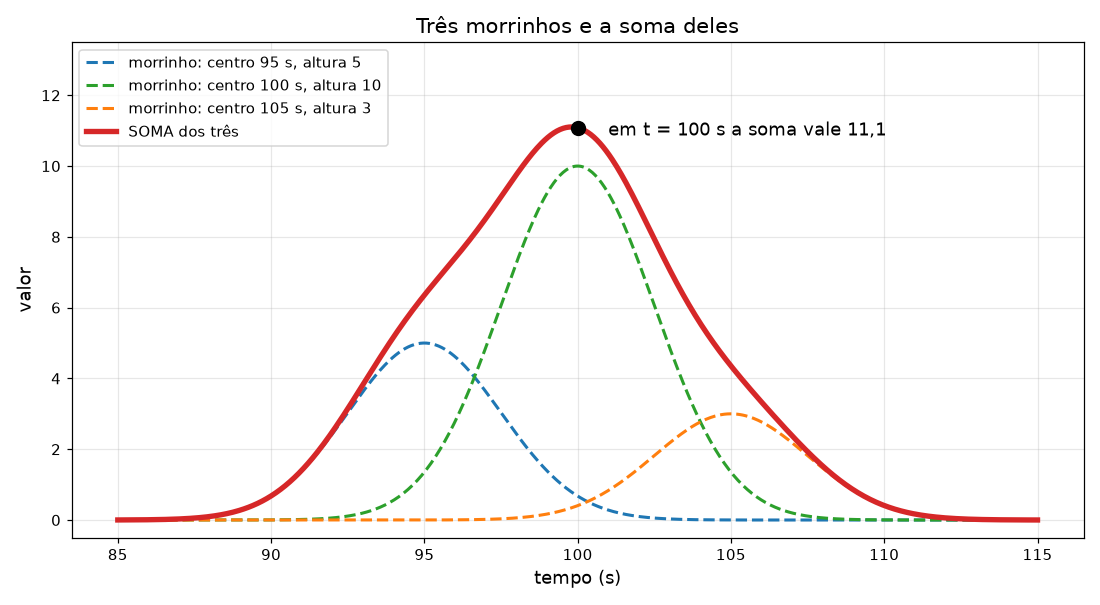 Três morrinhos e a soma deles
morrinho: centro 95 s, altura 5
morrinho: centro 100 s, altura 10
morrinho: centro 105 s, altura 3
SOMA dos três
em t = 100 s a soma vale 11,1
valor
12
10
8
6
4
2
0
85 90 95 100 105 110 115
tempo (s)